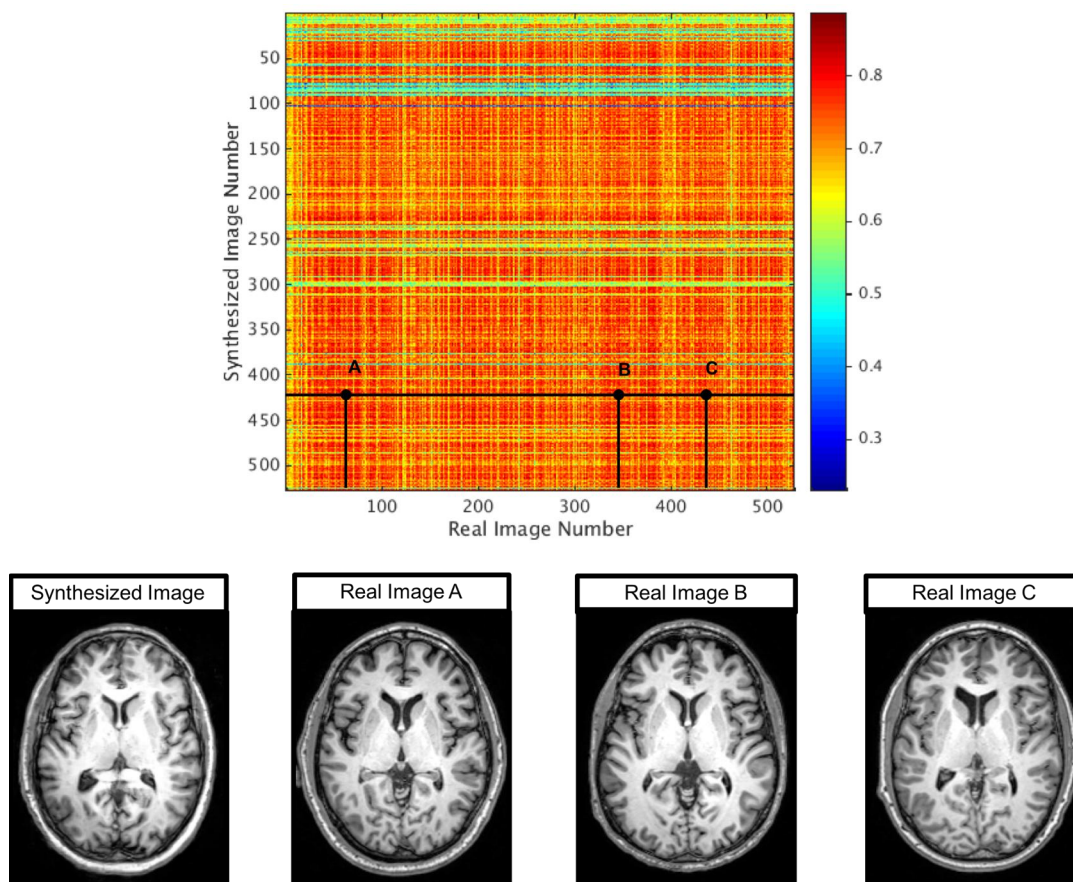 50
100
150
200
250
300
350
400
450
500
Synthesized Image Number
A
B
C
100
200
300
400
500
Real Image Number
0.8
0.7
0.6
0.5
0.4
0.3
Synthesized Image
Real Image A
Real Image B
Real Image C